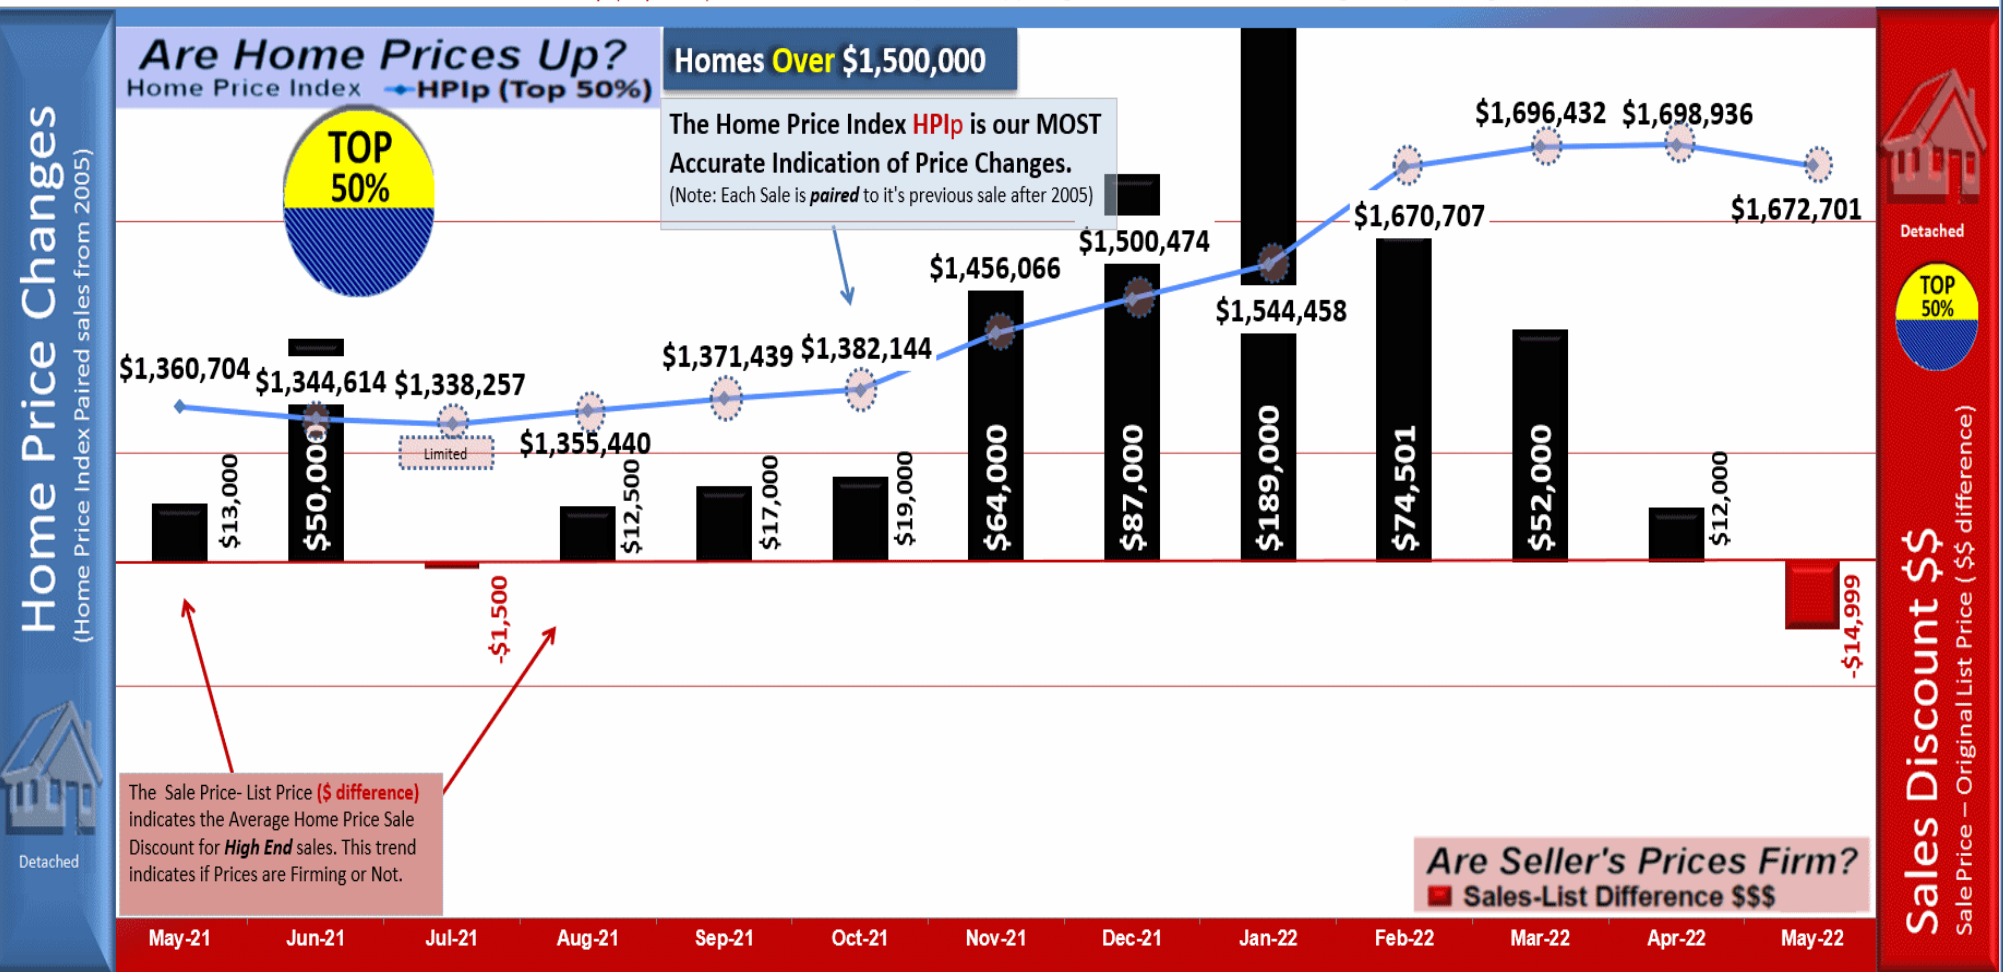 Home Price Changes
(Home Price Index Paired sales from 2005)
Detached
Are Home Prices Up?
Home Price Index HPIp (Top 50%)
TOP
50%
Homes Over $1,500,000
The Home Price Index HPIp is our MOST
Accurate Indication of Price Changes.
(Note: Each Sale is paired to it's previous sale after 2005)
$1,360,704
$1,344,614
$1,338,257
$1,355,440
$1,371,439
$1,382,144
$1,456,066
$1,500,474
$1,544,458
$1,670,707
$1,696,432
$1,698,936
$1,672,701
Limited
$13,000
$50,000
-$1,500
$12,500
$17,000
$19,000
$64,000
$87,000
$189,000
$74,501
$52,000
$12,000
-$14,999
The Sale Price- List Price ($ difference)
indicates the Average Home Price Sale
Discount for High End sales. This trend
indicates if Prices are Firming or Not.
Are Seller's Prices Firm?
Sales-List Difference $$$
May-21 Jun-21 Jul-21 Aug-21 Sep-21 Oct-21 Nov-21 Dec-21 Jan-22 Feb-22 Mar-22 Apr-22 May-22
Detached
TOP
50%
Sales Discount $$
Sale Price – Original List Price ( $$ difference)